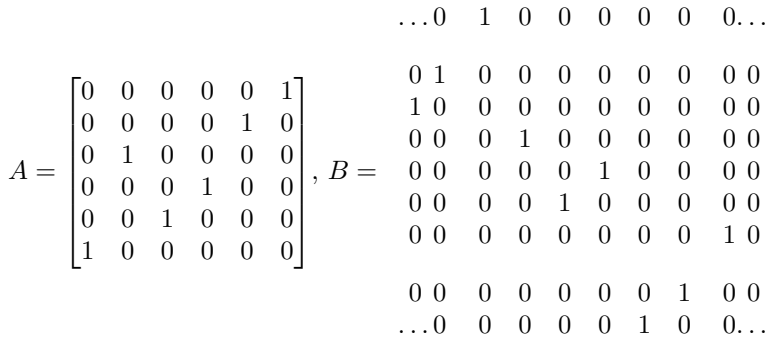 A =
0 0 0 0 0 1
0 0 0 0 1 0
0 1 0 0 0 0
0 0 0 1 0 0
0 0 1 0 0 0
1 0 0 0 0 0
, B =
...0 1 0 0 0 0 0 0...
0 1 0 0 0 0 0 0 0 0
1 0 0 0 0 0 0 0 0 0
0 0 0 1 0 0 0 0 0 0
0 0 0 0 0 1 0 0 0 0
0 0 0 0 1 0 0 0 0 0
0 0 0 0 0 0 0 0 1 0
0 0 0 0 0 0 0 1 0 0
...0 0 0 0 0 1 0 0...